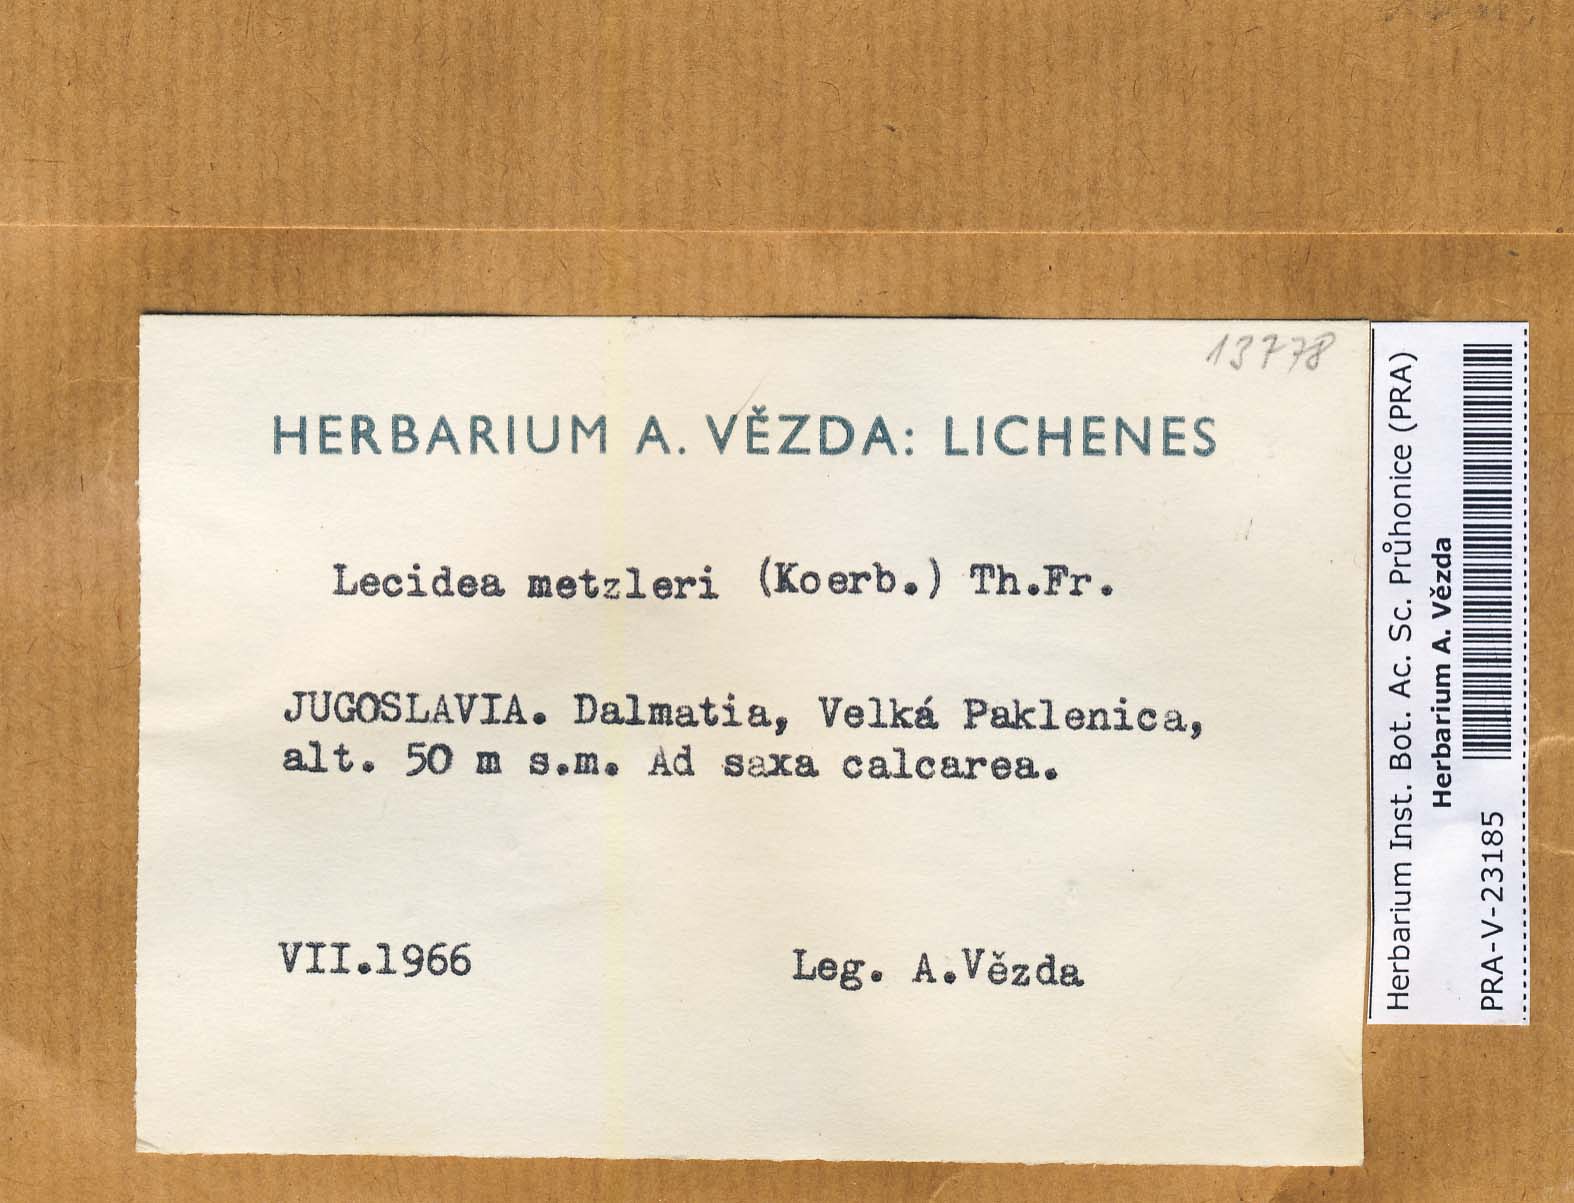 13778
HERBARIUM A. VĚZDA: LICHENES
Lecidea metzleri (Koerb.) Th.Fr.
JUGOSLAVIA. Dalmatia, Velká Paklenica,
alt. 50 m s.m. Ad saxa calcarea.
VII.1966
Leg. A.Vězda
Herbarium Inst. Bot. Ac. Sc. Průhonice (PRA)
Herbarium A. Vězda
PRA-V-23185